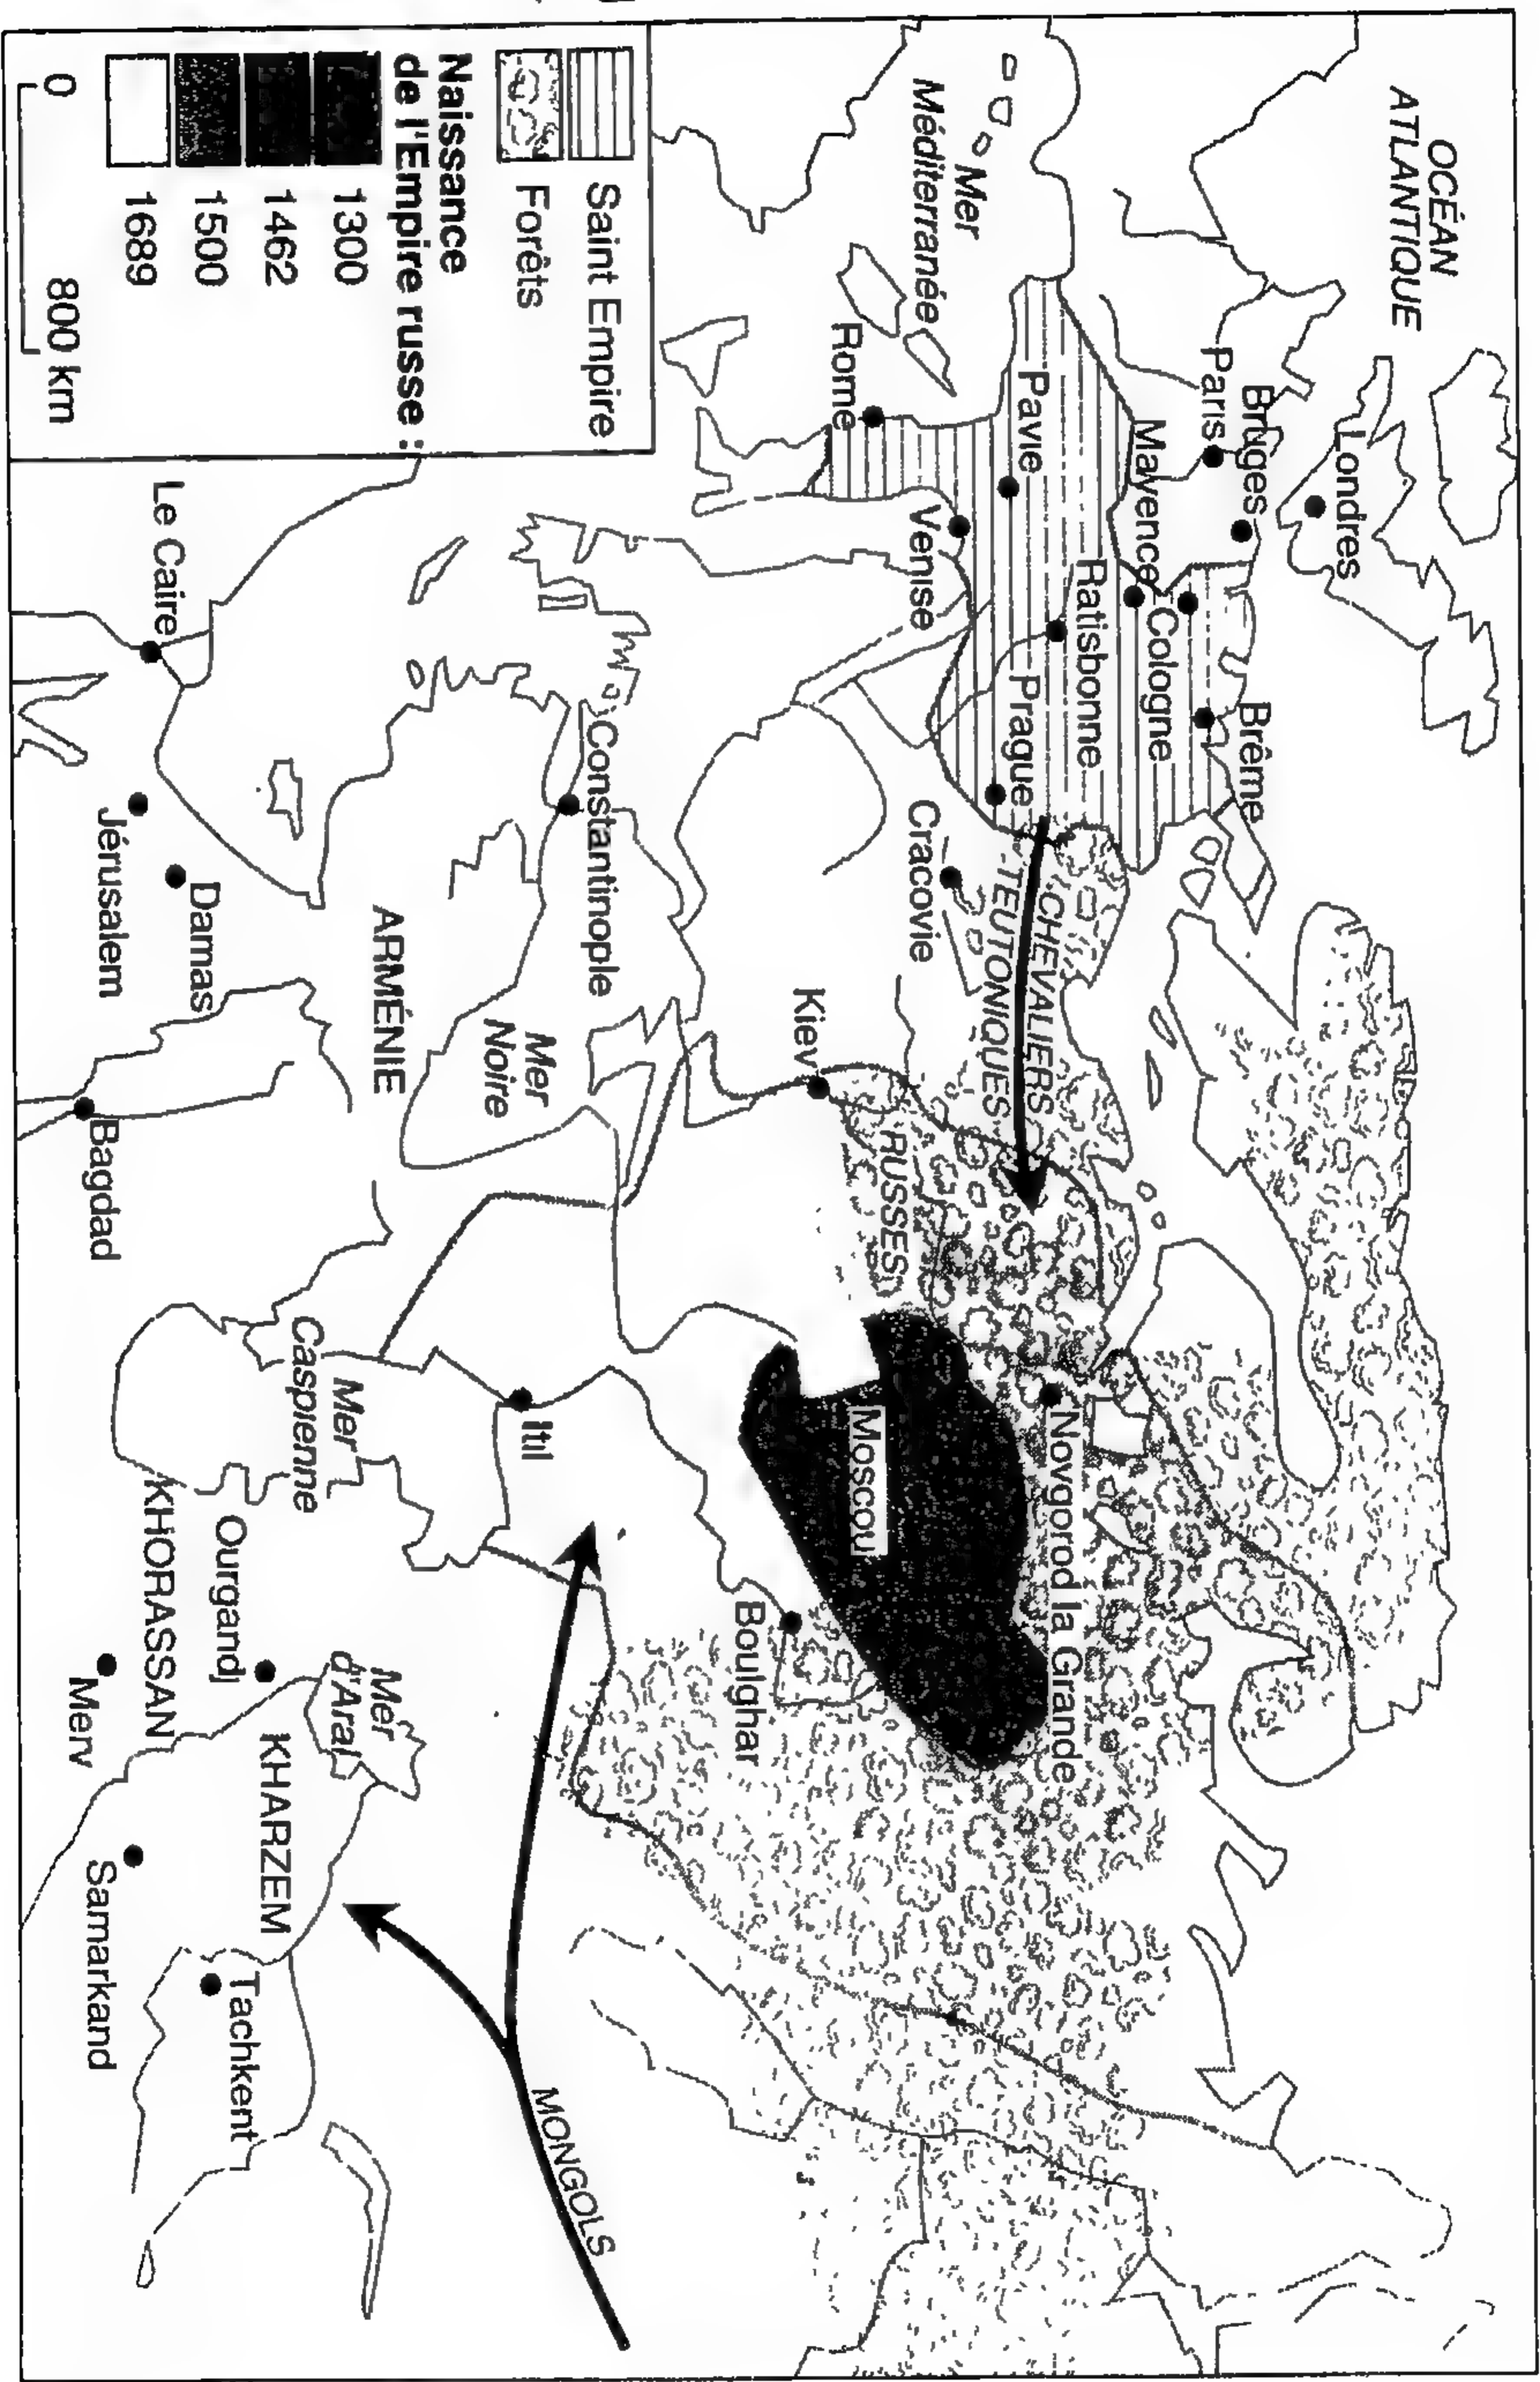 OCÉAN
ATLANTIQUE
Londres
Bruges
Paris
Brême
Cologne
Mayence
Ratisbonne
Pavie
Prague
Venise
Rome
Mer
Méditerranée
Cracovie
CHEVALIERS
TEUTONIQUES
Novgorod la Grande
RUSSES
Moscou
Kiev
Boulghar
Constantinople
Mer
Noire
Itil
MONGOLS
ARMÉNIE
Mer
Caspienne
Mer
d'Aral
KHARZEM
Ourgandj
Tachkent
KHORASSAN
Samarkand
Merv
Le Caire
Damas
Jérusalem
Bagdad
Saint Empire
Forêts
Naissance
de l'Empire russe :
1300
1462
1500
1689
0 800 km